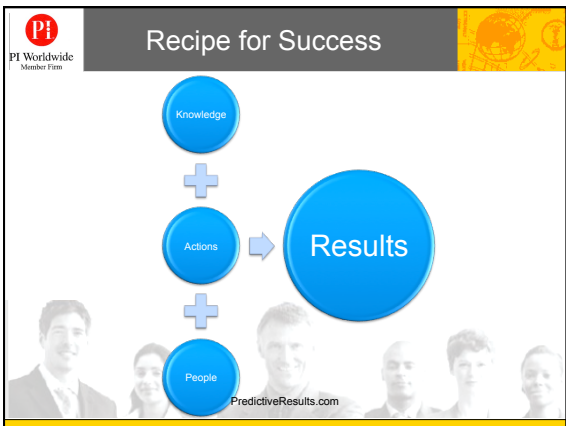 PI
PI Worldwide
Member Firm
Recipe for Success
Knowledge
Actions
Results
People
PredictiveResults.com